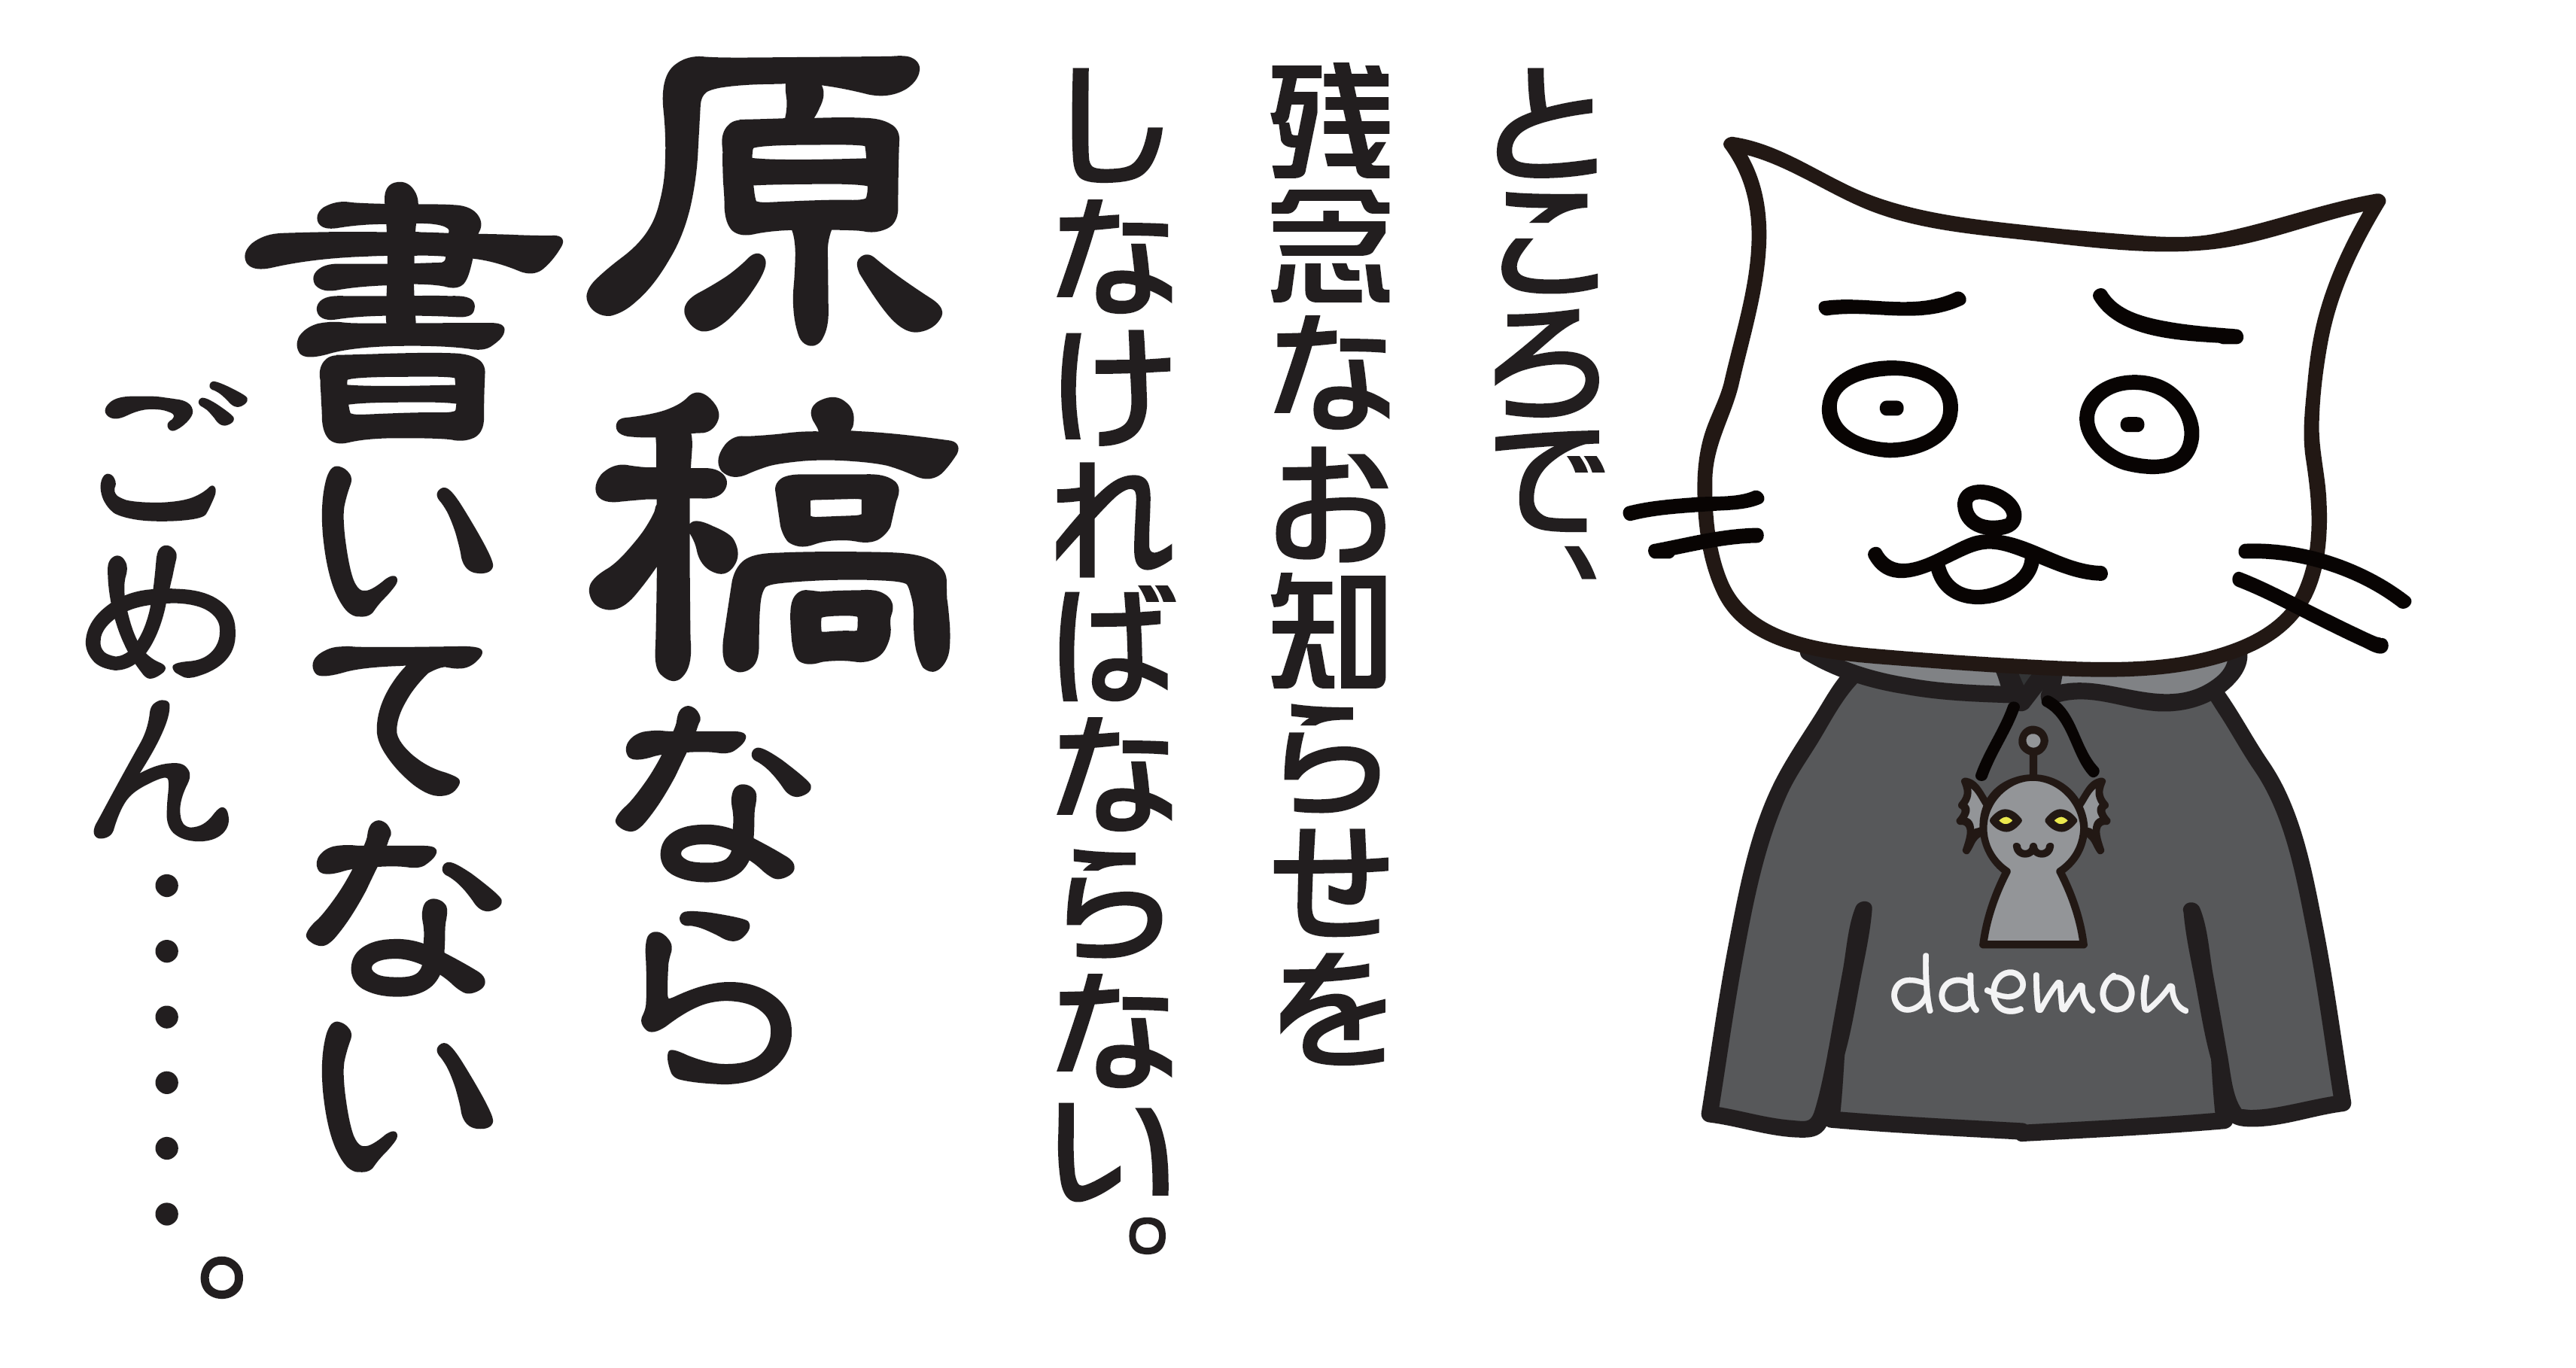 ところで、
残念なお知らせを
しなければならない。
原稿なら
書いてない
ごめん……。
daemon